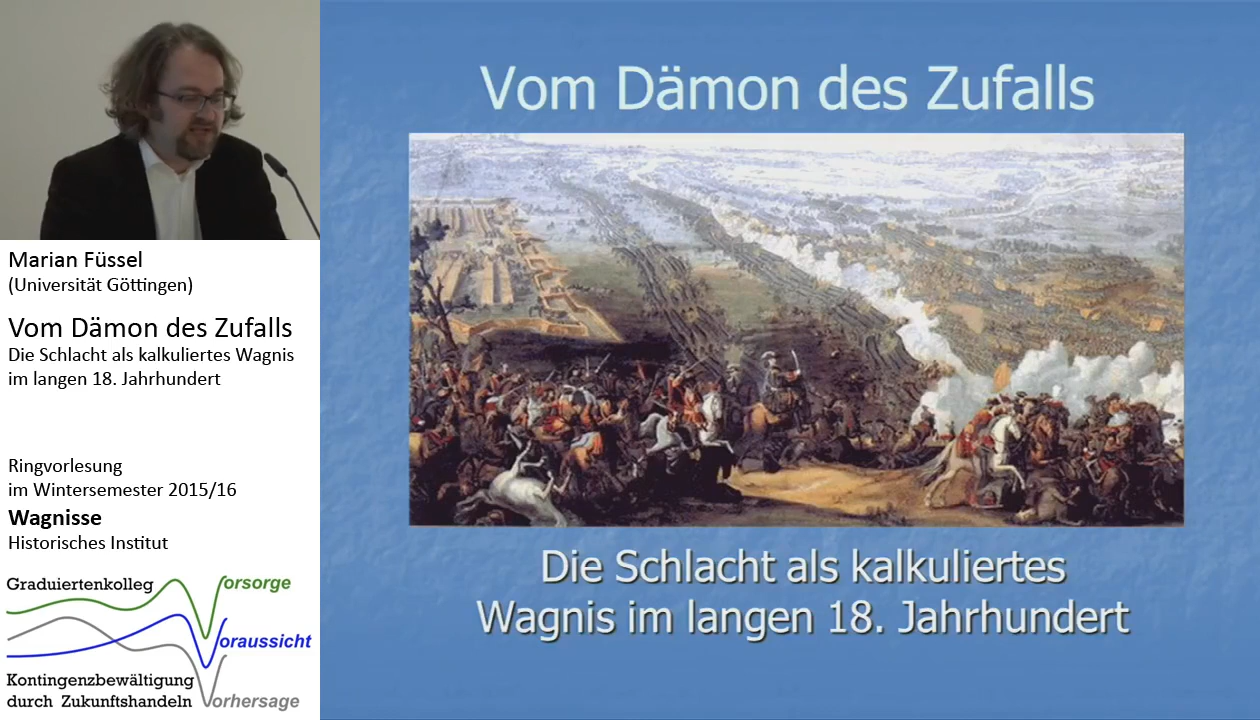 Marian Füssel
(Universität Göttingen)
Vom Dämon des Zufalls
Die Schlacht als kalkuliertes Wagnis
im langen 18. Jahrhundert
Ringvorlesung
im Wintersemester 2015/16
Wagnisse
Historisches Institut
Graduiertenkolleg
Vorsorge
Voraussicht
Kontingenzbewältigung
durch Zukunftshandeln
Vorhersage
Vom Dämon des Zufalls
Die Schlacht als kalkuliertes
Wagnis im langen 18. Jahrhundert